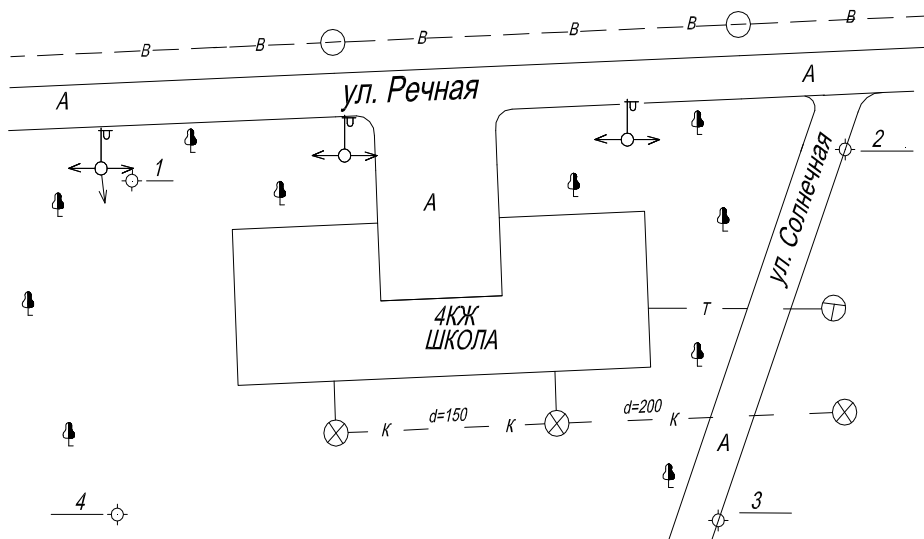 В В В В В В
ул. Речная
А
А
1
2
ул. Солнечная
А
Т
4КЖ
ШКОЛА
К d=150 К d=200 К
А
4
3